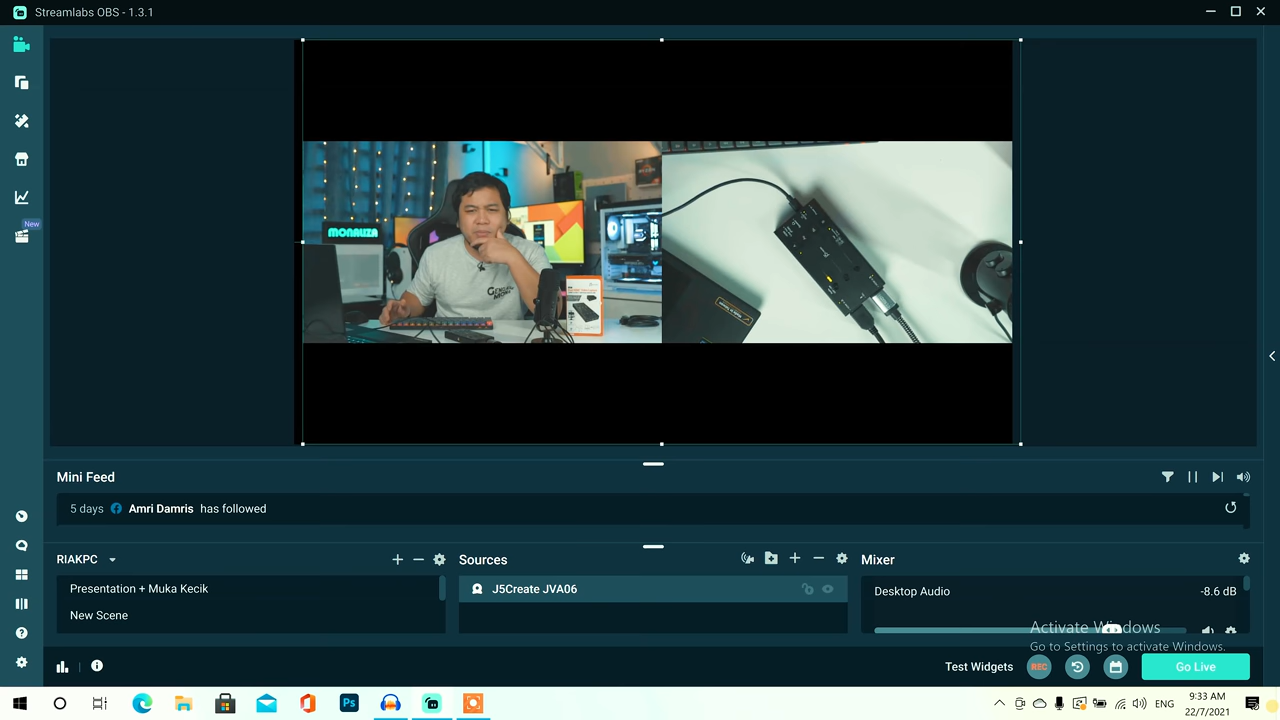 Streamlabs OBS - 1.3.1
New
MONALIZA
Mini Feed
5 days Amri Damris has followed
RIAKPC
Sources
Mixer
Presentation + Muka Kecik
J5Create JVA06
Desktop Audio
-8.6 dB
New Scene
Activate Windows
Go to Settings to activate Windows.
Test Widgets
REC
Go Live
Ps
ENG
9:33 AM
22/7/2021